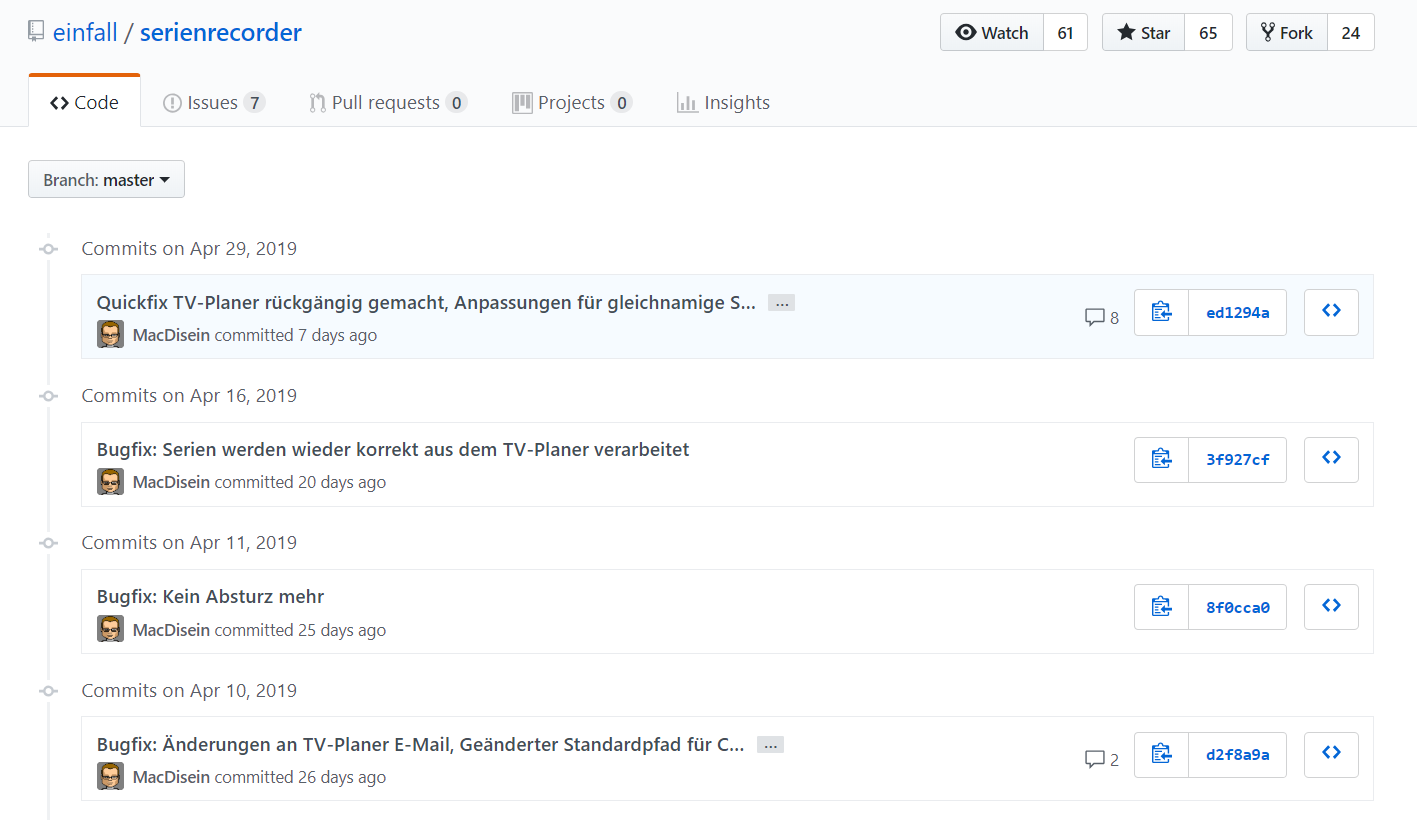 einfall / serienrecorder
Watch 61 Star 65 Fork 24
Code Issues 7 Pull requests 0 Projects 0 Insights
Branch: master
Commits on Apr 29, 2019
Quickfix TV-Planer rückgängig gemacht, Anpassungen für gleichnamige S... …
MacDisein committed 7 days ago
8 ed1294a
Commits on Apr 16, 2019
Bugfix: Serien werden wieder korrekt aus dem TV-Planer verarbeitet
MacDisein committed 20 days ago
3f927cf
Commits on Apr 11, 2019
Bugfix: Kein Absturz mehr
MacDisein committed 25 days ago
8f0cca0
Commits on Apr 10, 2019
Bugfix: Änderungen an TV-Planer E-Mail, Geänderter Standardpfad für C... …
MacDisein committed 26 days ago
2 d2f8a9a